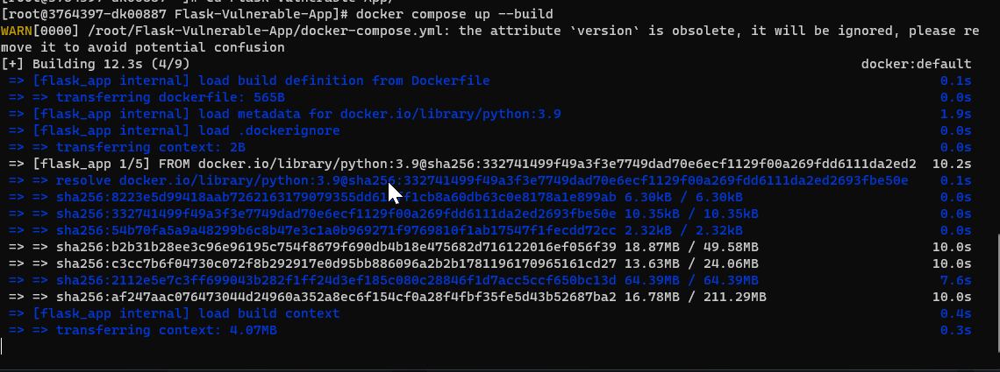 [root@3764397-dk00887 Flask-Vulnerable-App]# docker compose up --build
WARN[0000] /root/Flask-Vulnerable-App/docker-compose.yml: the attribute `version` is obsolete, it will be ignored, please re
move it to avoid potential confusion
[+] Building 12.3s (4/9) docker:default
=> [flask_app internal] load build definition from Dockerfile 0.1s
=> => transferring dockerfile: 565B 0.0s
=> [flask_app internal] load metadata for docker.io/library/python:3.9 1.9s
=> [flask_app internal] load .dockerignore 0.0s
=> => transferring context: 2B 0.0s
=> [flask_app 1/5] FROM docker.io/library/python:3.9@sha256:332741499f49a3f3e7749dad70e6ecf1129f00a269fdd6111da2ed2 10.2s
=> => resolve docker.io/library/python:3.9@sha256:332741499f49a3f3e7749dad70e6ecf1129f00a269fdd6111da2ed2693fbe50e 0.1s
=> => 6.30kB / 6.30kB 0.0s
=> => sha256:332741499f49a3f3e7749dad70e6ecf1129f00a269fdd6111da2ed2693fbe50e 10.35kB / 10.35kB 0.0s
=> => sha256:54b70fa5a9a48299b6c8b47e3c1a0b969271f9769810f1ab17547f1fecdd72cc 2.32kB / 2.32kB 0.0s
=> => sha256:b2b31b28ee3c96e96195c754f8679f690db4b18e475682d716122016ef056f39 18.87MB / 49.58MB 10.0s
=> => sha256:c3cc7b6f04730c072f8b292917e0d95bb886096a2b2b1781196170965161cd27 13.63MB / 24.06MB 10.0s
=> => sha256:2112e5e7c3ff699043b282f1ff24d3ef185c080c28846f1d7acc5ccf650bc13d 64.39MB / 64.39MB 7.6s
=> => sha256:af247aac076473044d24960a352a8ec6f154cf0a28f4fbf35fe5d43b52687ba2 16.78MB / 211.29MB 10.0s
=> [flask_app internal] load build context 0.4s
=> => transferring context: 4.07MB 0.3s